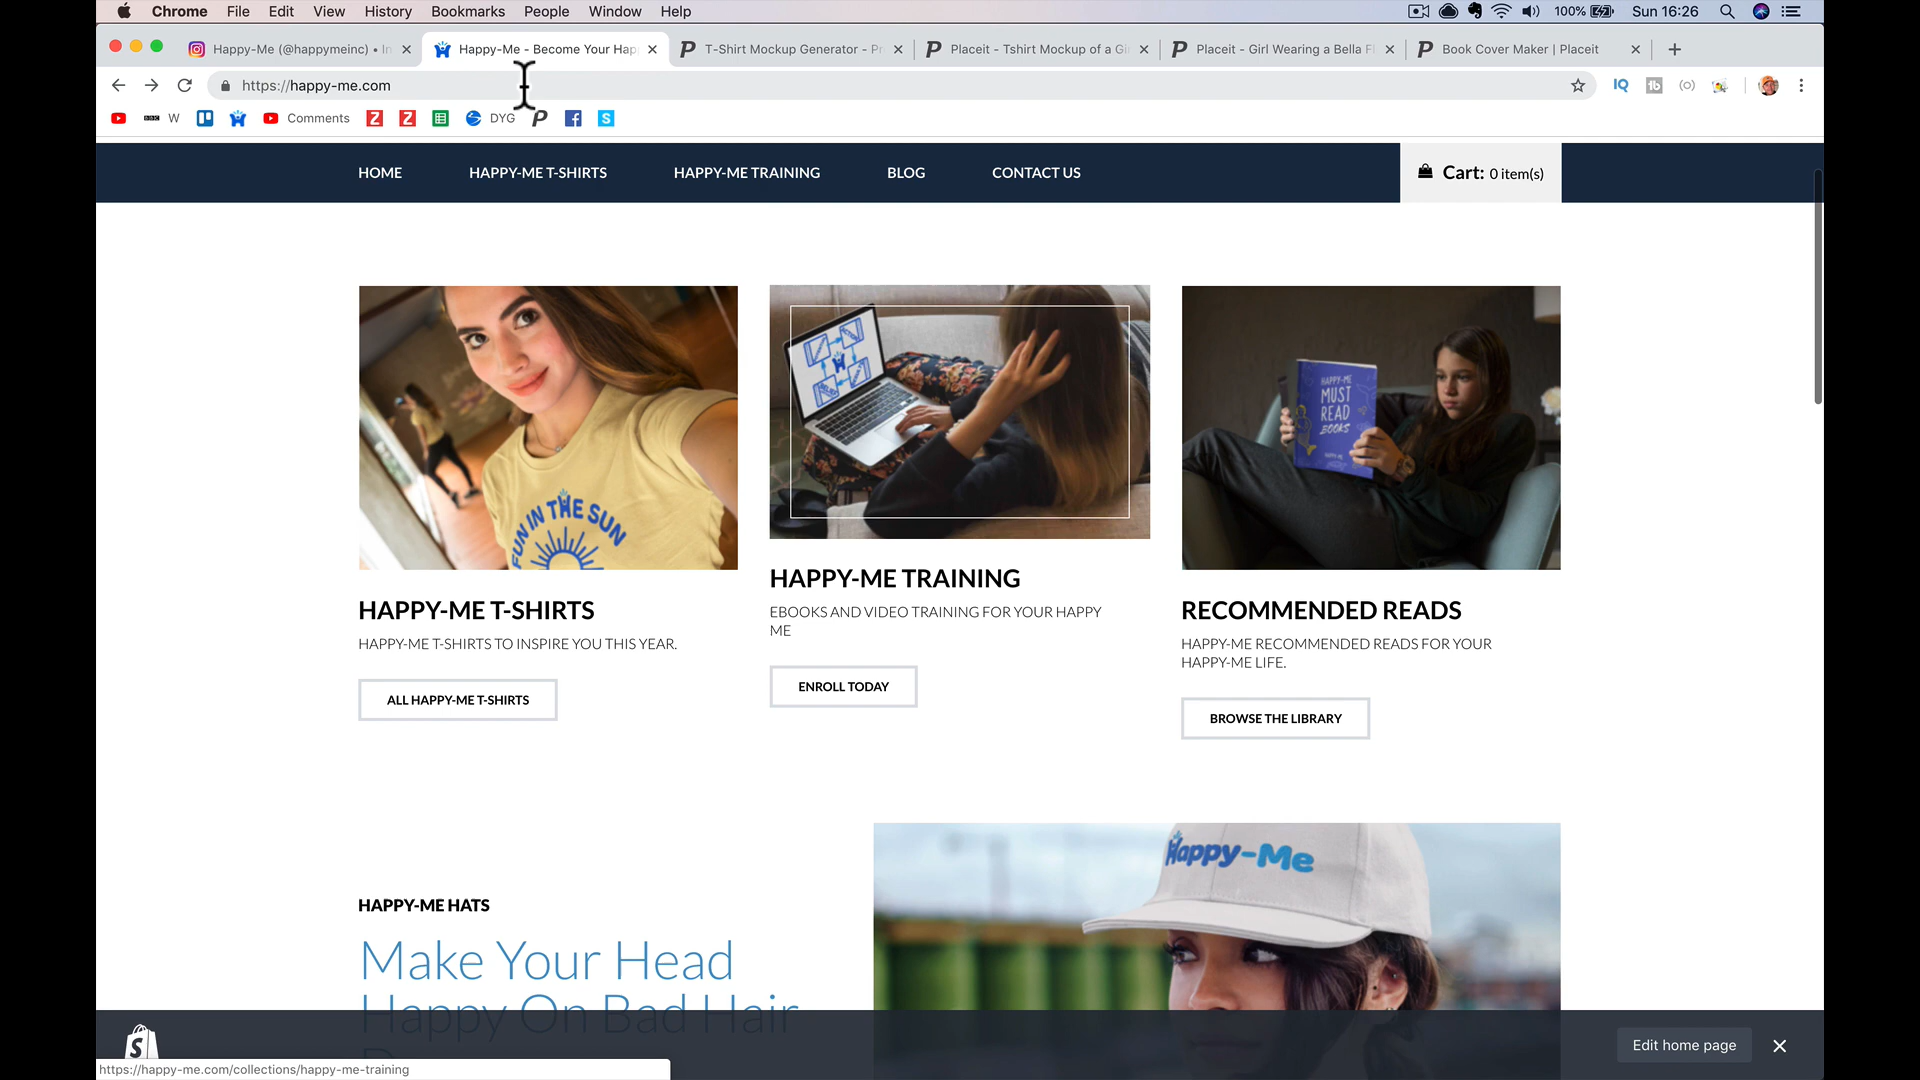 Chrome File Edit View History Bookmarks People Window Help
100% Sun 16:26
Happy-Me (@happymeinc) • In
Happy-Me - Become Your Hap
T-Shirt Mockup Generator - Pr
Placeit - Tshirt Mockup of a Gi
Placeit - Girl Wearing a Bella Fl
Book Cover Maker | Placeit
https://happy-me.com
W Comments DYG
HOME HAPPY-ME T-SHIRTS HAPPY-ME TRAINING BLOG CONTACT US
Cart: 0 item(s)
FUN IN THE SUN
HAPPY-ME
MUST
READ
BOOKS
HAPPY-ME T-SHIRTS
HAPPY-ME T-SHIRTS TO INSPIRE YOU THIS YEAR.
ALL HAPPY-ME T-SHIRTS
HAPPY-ME TRAINING
EBOOKS AND VIDEO TRAINING FOR YOUR HAPPY
ME
ENROLL TODAY
RECOMMENDED READS
HAPPY-ME RECOMMENDED READS FOR YOUR
HAPPY-ME LIFE.
BROWSE THE LIBRARY
Happy-Me
HAPPY-ME HATS
Make Your Head
Happy On Bad Hair
Edit home page
https://happy-me.com/collections/happy-me-training